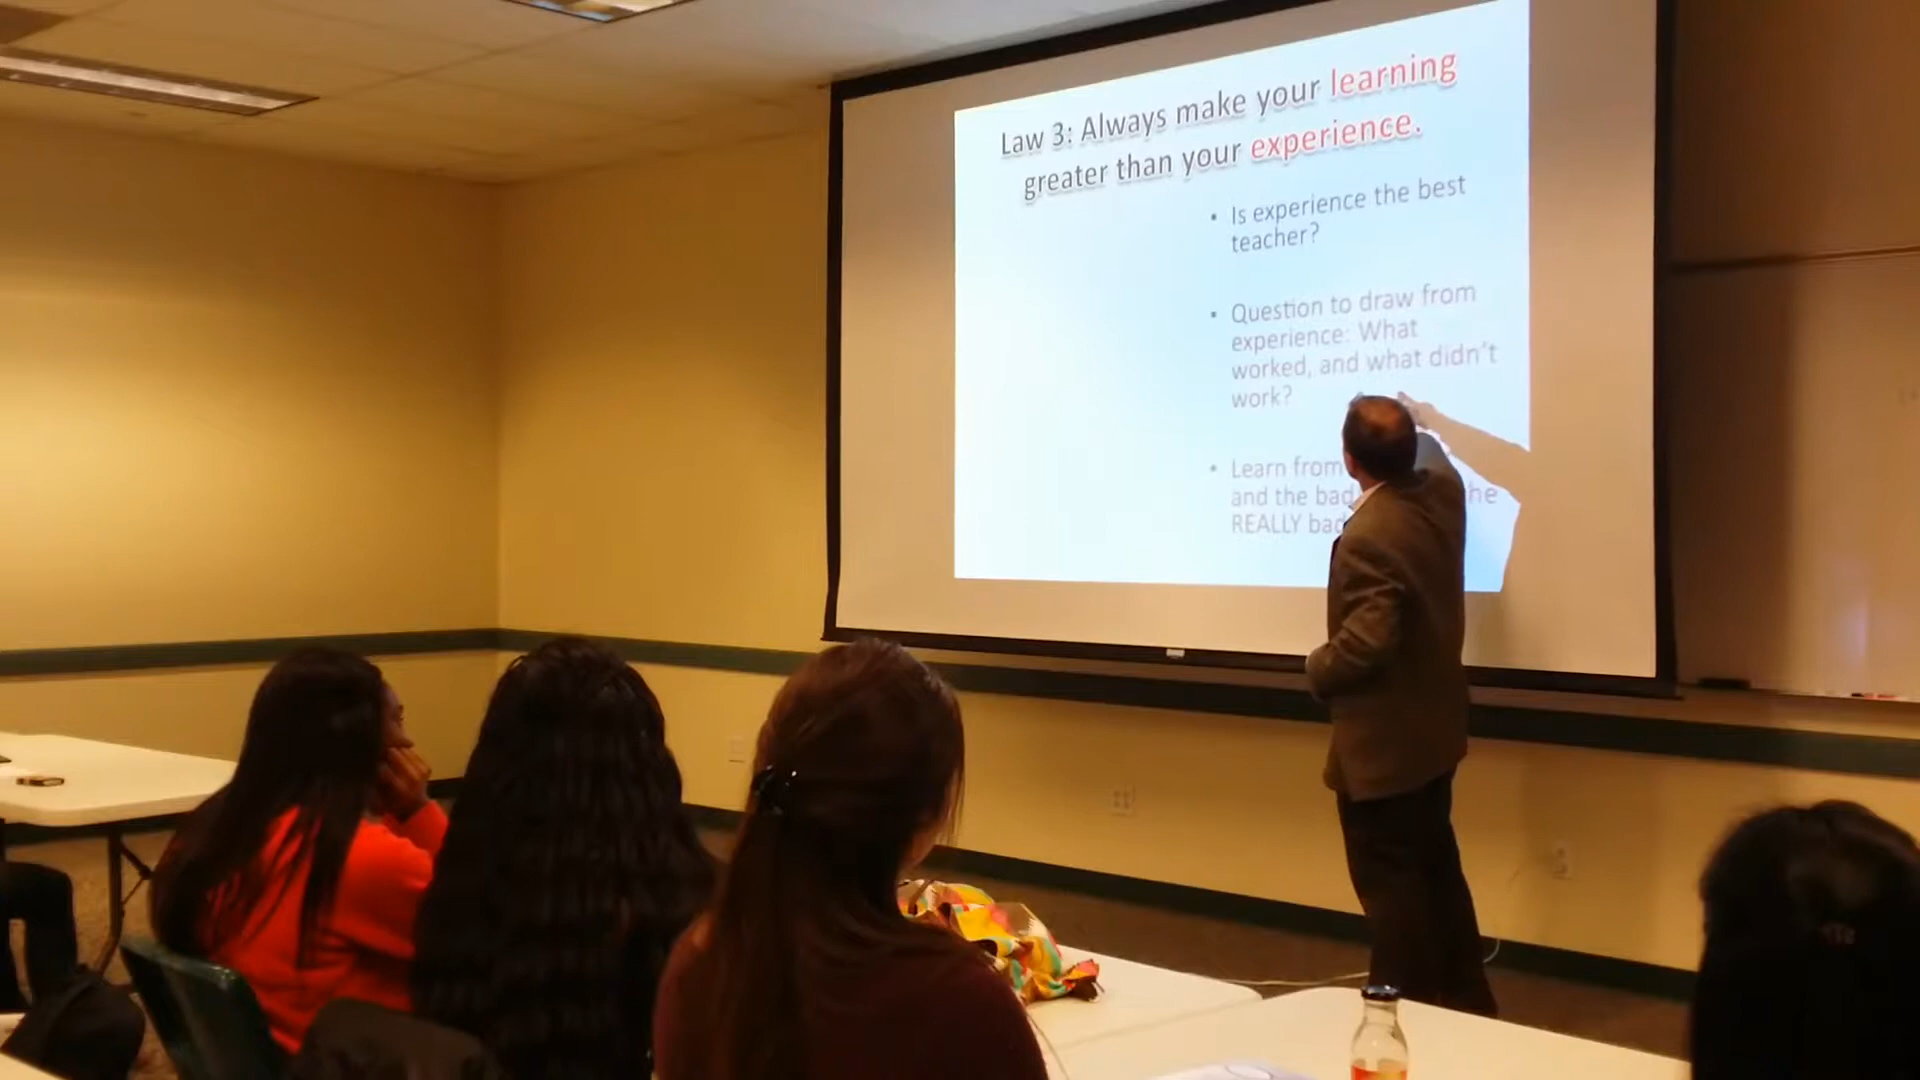 Law 3: Always make your learning
greater than your experience.
• Is experience the best
teacher?
• Question to draw from
experience: What
worked, and what didn't
work?
• Learn from
and the bad he
REALLY bad